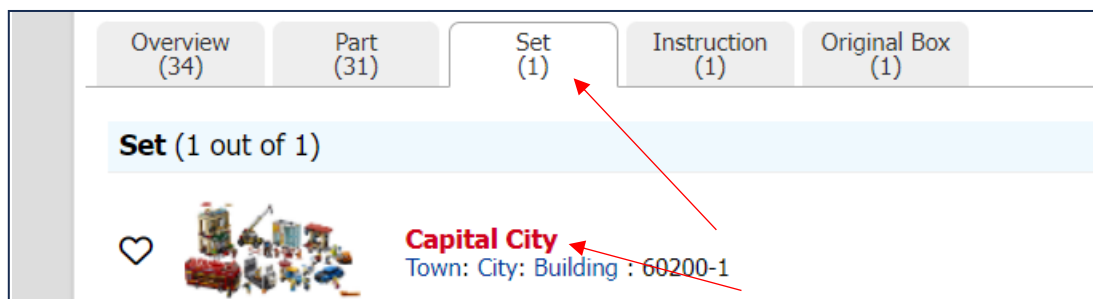 Overview
(34)
Part
(31)
Set
(1)
Instruction
(1)
Original Box
(1)
Set (1 out of 1)
Capital City
Town: City: Building : 60200-1